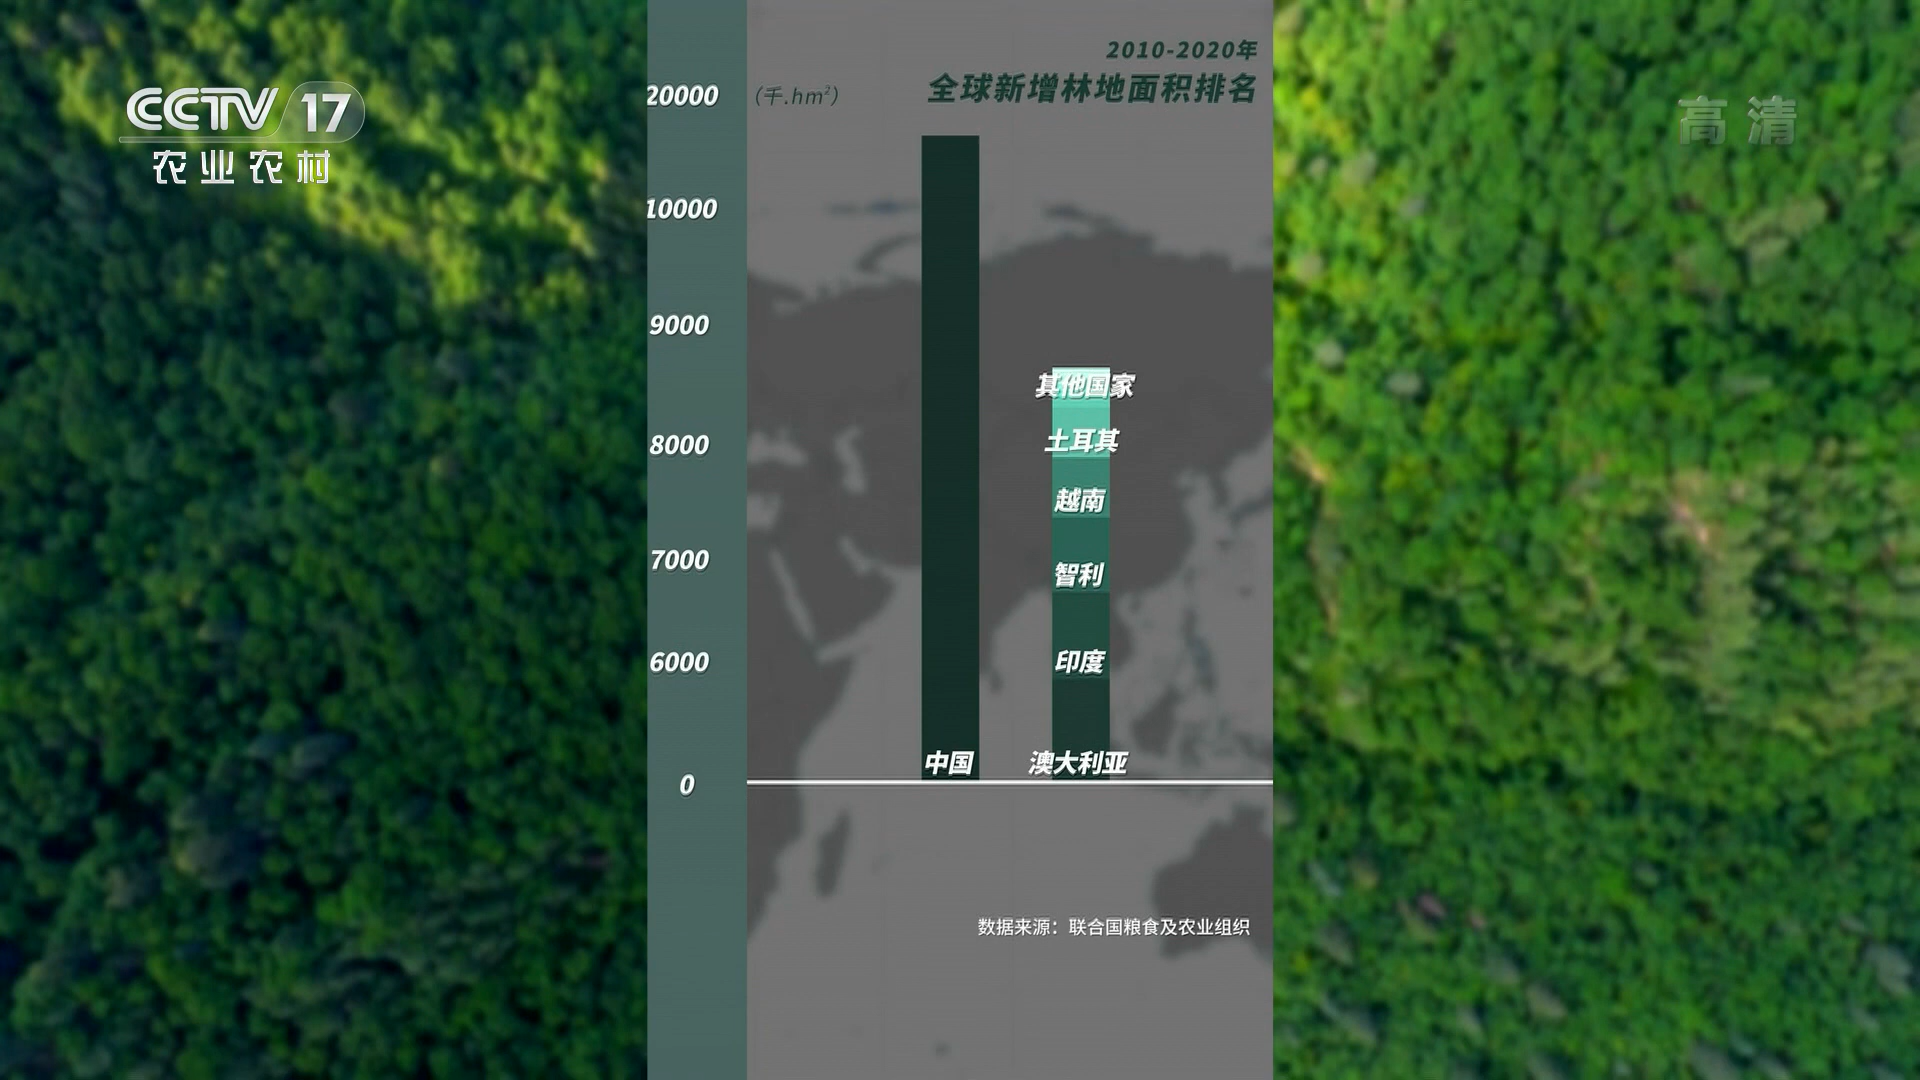 CCTV 17
农业农村
高清
2010-2020年
全球新增林地面积排名
(千.hm²)
20000
10000
9000
8000
7000
6000
0
其他国家
土耳其
越南
智利
印度
中国
澳大利亚
数据来源：联合国粮食及农业组织